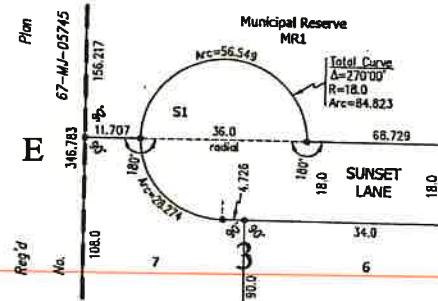 Municipal Reserve
MR1
Plan
67-MJ-05745
156.217
Arc=56.549
Total Curve
Δ=270°00'
R=18.0
Arc=84.823
S1
90°
11.707
36.0
radial
68.729
E
346.783
90°
180°
180°
18.0
SUNSET
LANE
18.0
Arc=28.274
4.726
90°
90°
34.0
Reg'd
No.
108.0
7
3
6
90.0